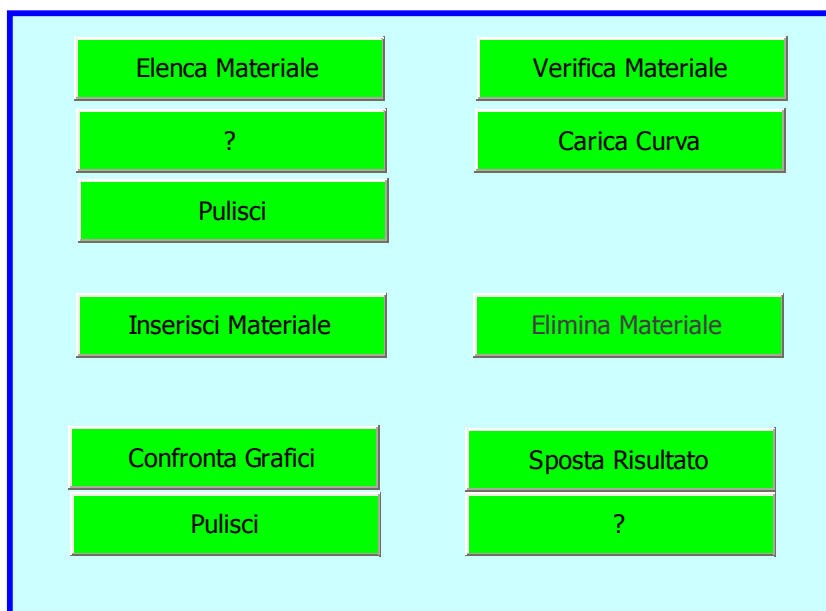 Elenca Materiale
Verifica Materiale
?
Carica Curva
Pulisci
Inserisci Materiale
Elimina Materiale
Confronta Grafici
Sposta Risultato
Pulisci
?